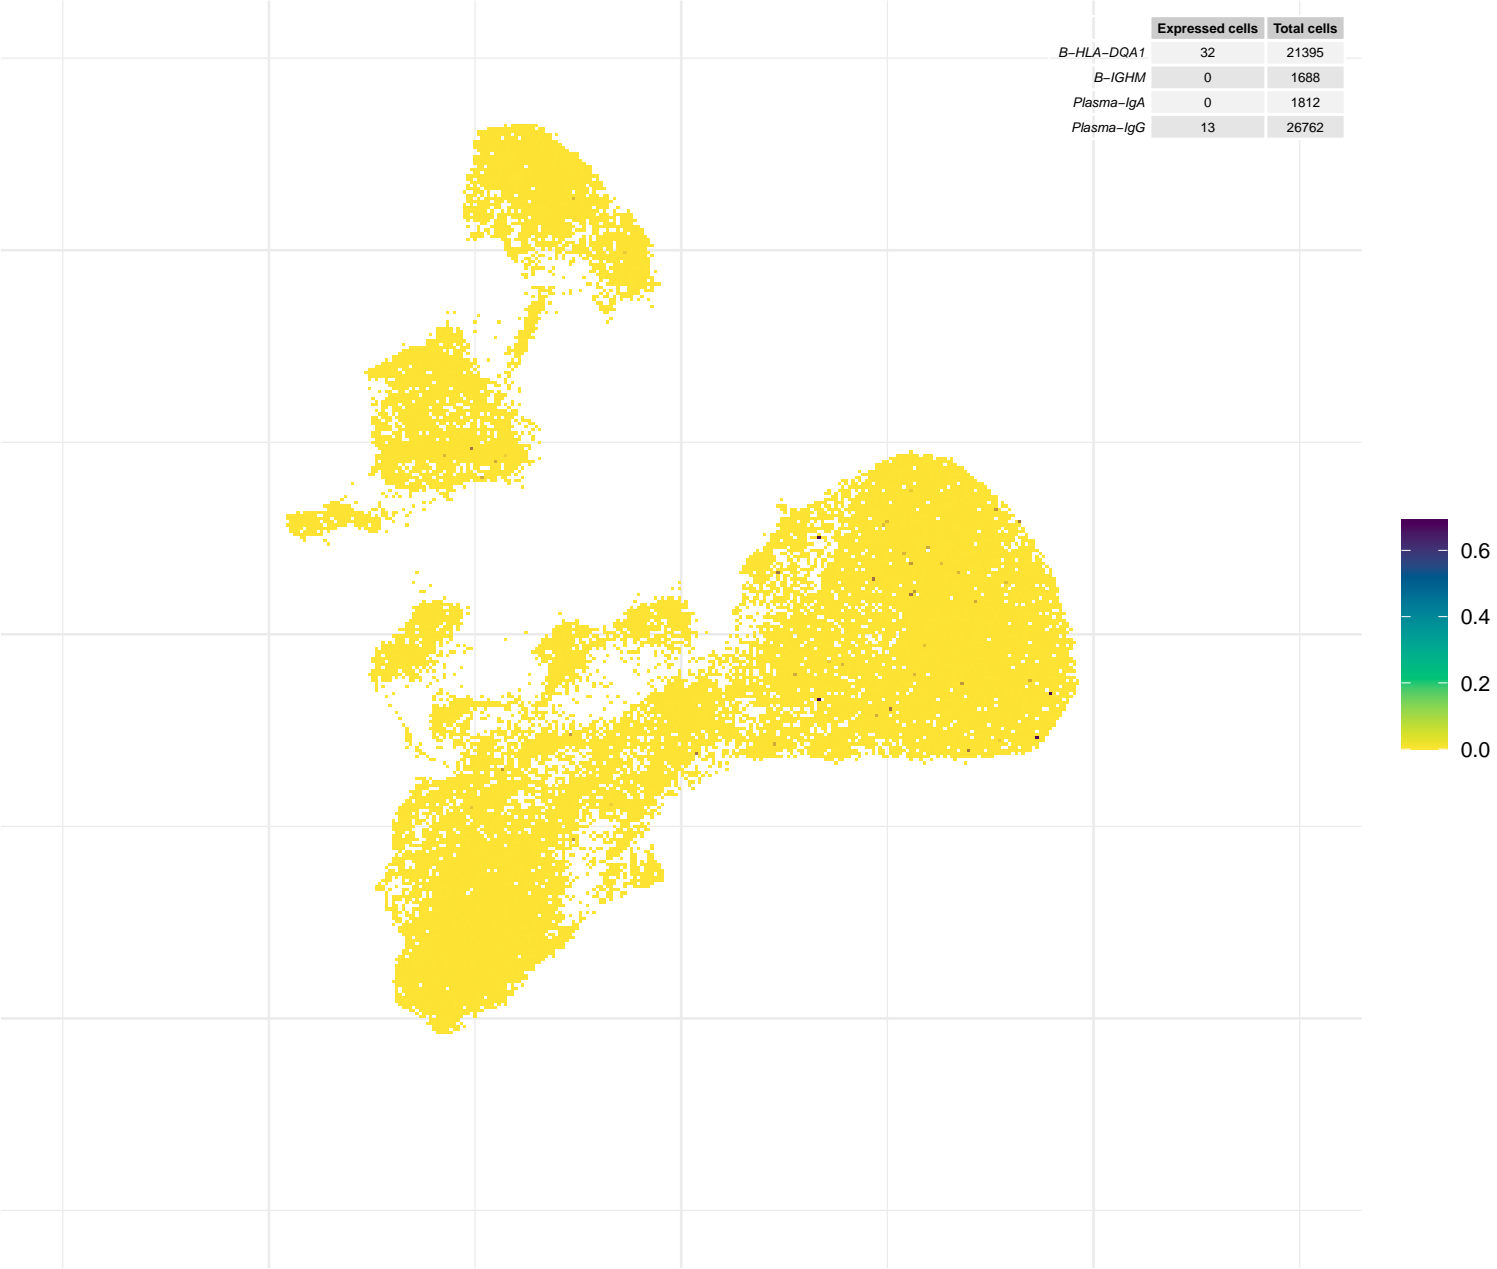 Expressed cells Total cells
B−HLA−DQA1 32 21395
B−IGHM 0 1688
Plasma−IgA 0 1812
Plasma−IgG 13 26762
0.6
0.4
0.2
0.0